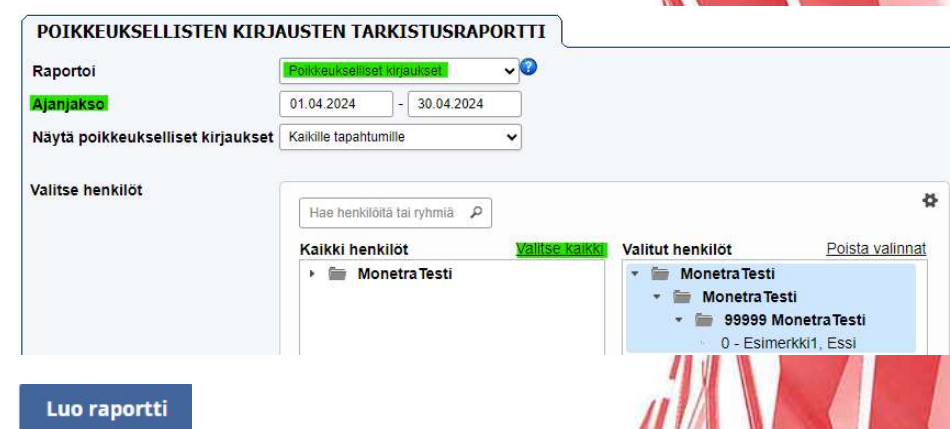 POIKKEUKSELLISTEN KIRJAUSTEN TARKISTUSRAPORTTI
Raportoi Poikkeukselliset kirjaukset
Ajanjakso 01.04.2024 - 30.04.2024
Näytä poikkeukselliset kirjaukset Kaikille tapahtumille
Valitse henkilöt
Hae henkilöitä tai ryhmiä
Kaikki henkilöt Valitse kaikki Valitut henkilöt Poista valinnat
MonetraTesti MonetraTesti
MonetraTesti
99999 MonetraTesti
0 - Esimerkki1, Essi
Luo raportti